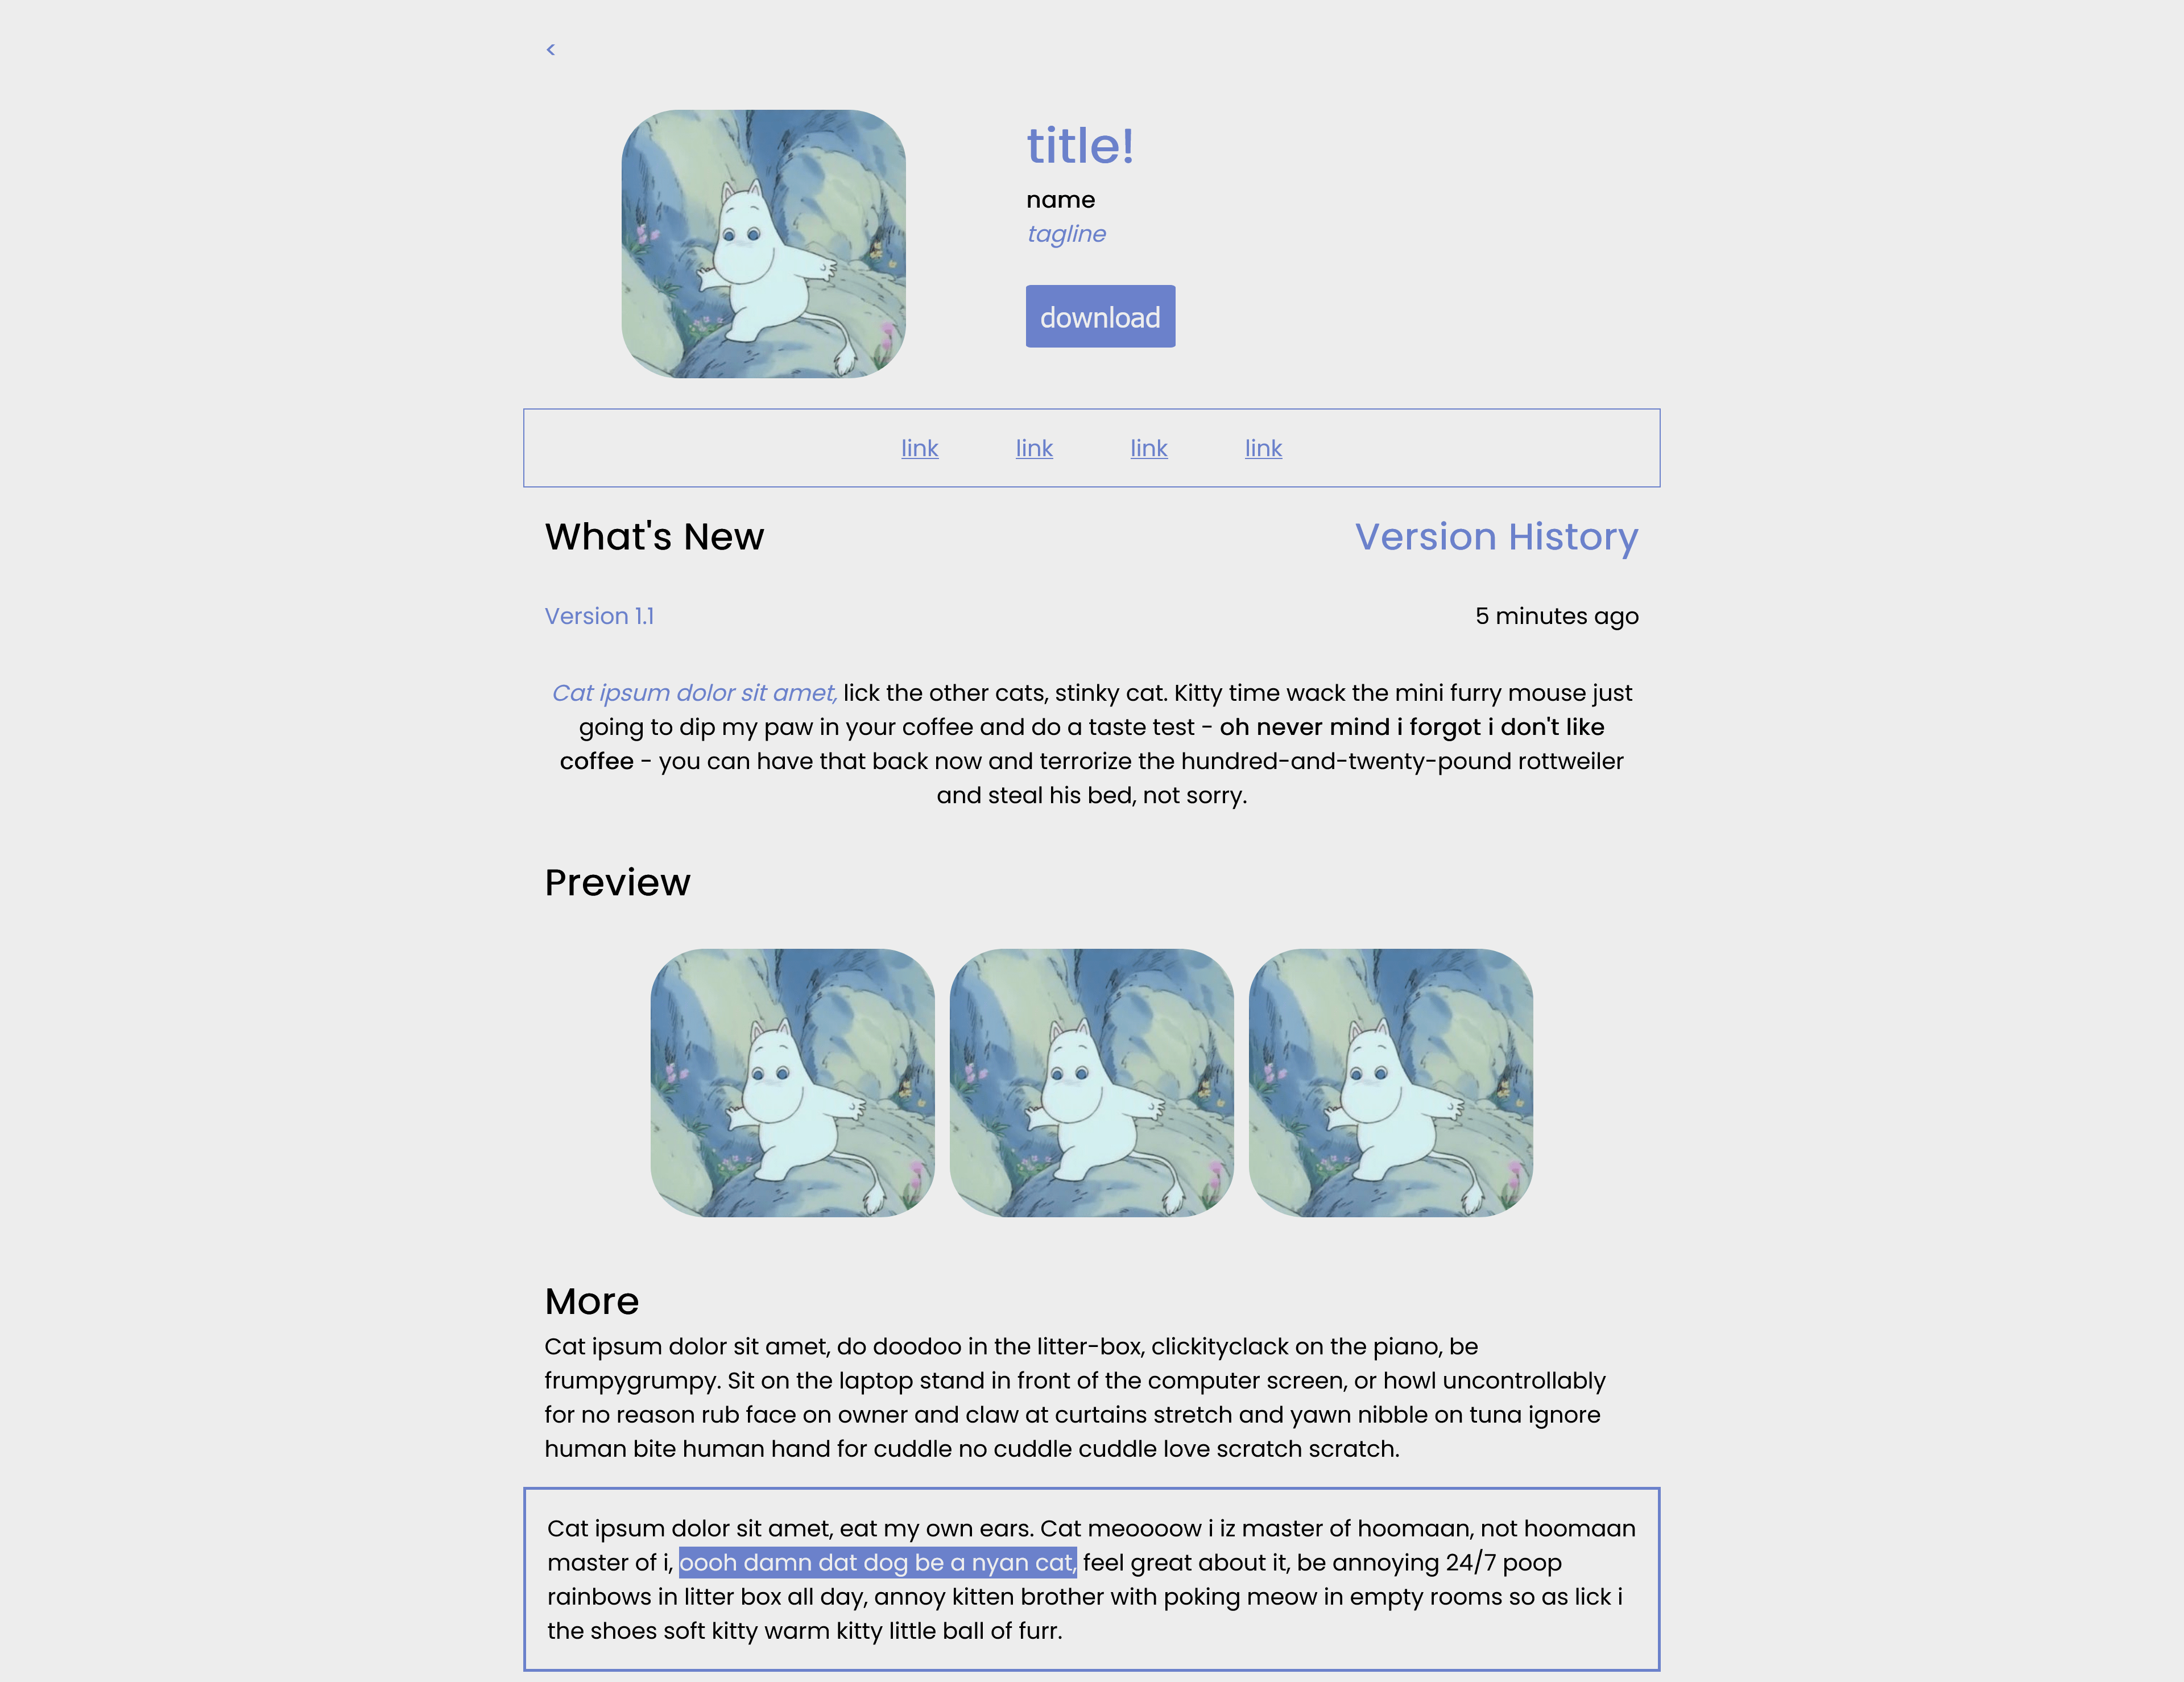 <
title!
name
tagline
download
link link link link
What's New Version History
Version 1.1 5 minutes ago
Cat ipsum dolor sit amet, lick the other cats, stinky cat. Kitty time wack the mini furry mouse just
going to dip my paw in your coffee and do a taste test - oh never mind i forgot i don't like
coffee - you can have that back now and terrorize the hundred-and-twenty-pound rottweiler
and steal his bed, not sorry.
Preview
More
Cat ipsum dolor sit amet, do doodoo in the litter-box, clickityclack on the piano, be
frumpygrumpy. Sit on the laptop stand in front of the computer screen, or howl uncontrollably
for no reason rub face on owner and claw at curtains stretch and yawn nibble on tuna ignore
human bite human hand for cuddle no cuddle cuddle love scratch scratch.
Cat ipsum dolor sit amet, eat my own ears. Cat meoooow i iz master of hoomaan, not hoomaan
master of i, oooh damn dat dog be a nyan cat, feel great about it, be annoying 24/7 poop
rainbows in litter box all day, annoy kitten brother with poking meow in empty rooms so as lick i
the shoes soft kitty warm kitty little ball of furr.